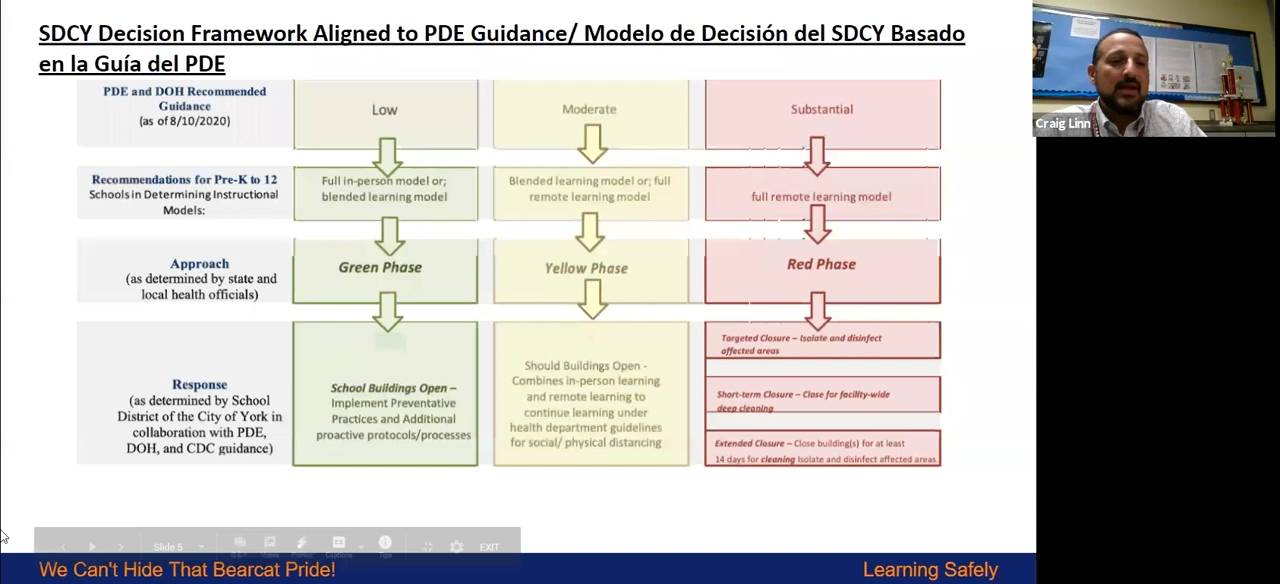 SDCY Decision Framework Aligned to PDE Guidance/ Modelo de Decisión del SDCY Basado
en la Guía del PDE
Craig Linn
PDE and DOH Recommended
Guidance
(as of 8/10/2020)
Low
Moderate
Substantial
Recommendations for Pre-K to 12
Schools in Determining Instructional
Models:
Full in-person model or;
blended learning model
Blended learning model or; full
remote learning model
full remote learning model
Approach
(as determined by state and
local health officials)
Green Phase
Yellow Phase
Red Phase
Response
(as determined by School
District of the City of York in
collaboration with PDE,
DOH, and CDC guidance)
School Buildings Open –
Implement Preventative
Practices and Additional
proactive protocols/processes
Should Buildings Open -
Combines in-person learning
and remote learning to
continue learning under
health department guidelines
for social/ physical distancing
Targeted Closure – Isolate and disinfect
affected areas
Short-term Closure – Close for facility-wide
deep cleaning
Extended Closure – Close building(s) for at least
14 days for cleaning Isolate and disinfect affected areas.
Slide 5
Captions
Tips
EXIT
We Can't Hide That Bearcat Pride!
Learning Safely